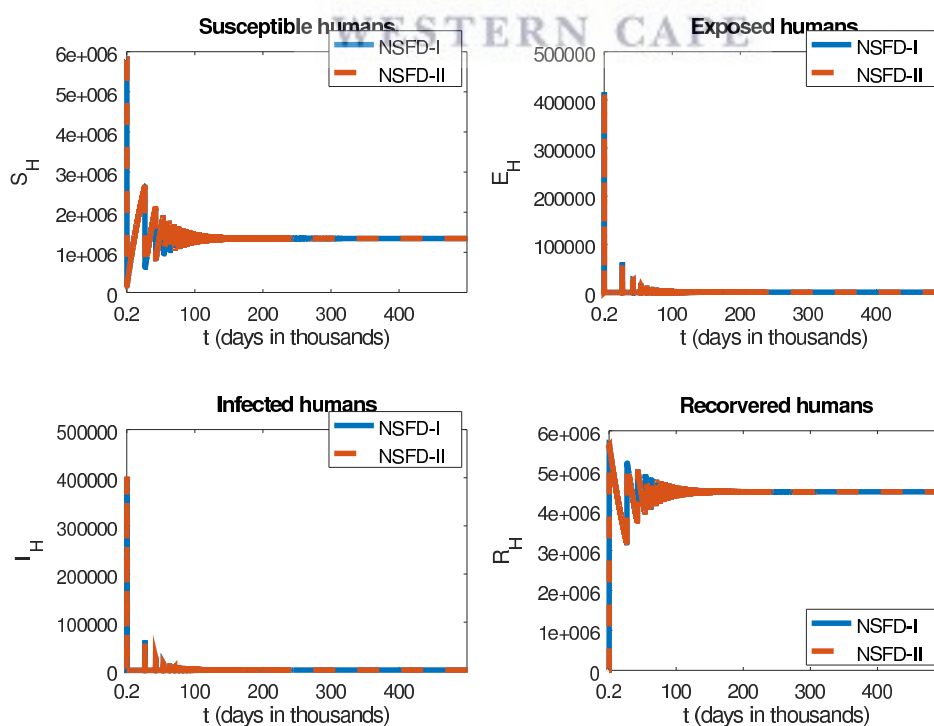 WESTERN CAPE
Susceptible humans
NSFD-I
NSFD-II
6e+006
5e+006
4e+006
3e+006
2e+006
1e+006
0
S_H
0.2 100 200 300 400
t (days in thousands)
Exposed humans
NSFD-I
NSFD-II
500000
400000
300000
200000
100000
0
E_H
0.2 100 200 300 400
t (days in thousands)
Infected humans
NSFD-I
NSFD-II
500000
400000
300000
200000
100000
0
I_H
0.2 100 200 300 400
t (days in thousands)
Recorvered humans
6e+006
5e+006
4e+006
3e+006
2e+006
1e+006
0
R_H
NSFD-I
NSFD-II
0.2 100 200 300 400
t (days in thousands)